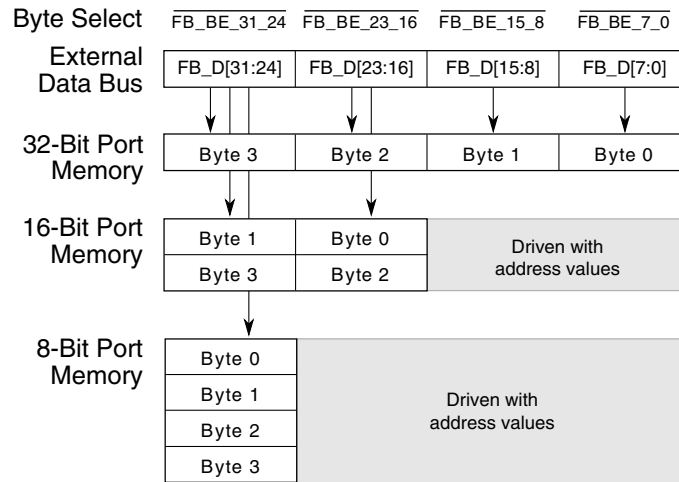 Byte Select FB_BE_31_24 FB_BE_23_16 FB_BE_15_8 FB_BE_7_0
External
Data Bus
FB_D[31:24] FB_D[23:16] FB_D[15:8] FB_D[7:0]
32-Bit Port
Memory
Byte 3 Byte 2 Byte 1 Byte 0
16-Bit Port
Memory
Byte 1 Byte 0
Byte 3 Byte 2
Driven with
address values
8-Bit Port
Memory
Byte 0
Byte 1
Byte 2
Byte 3
Driven with
address values